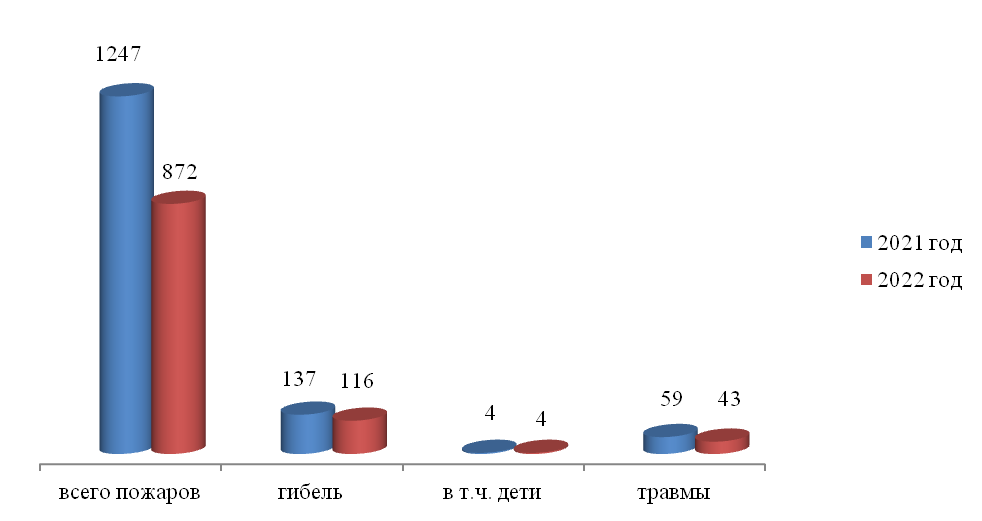 1247
872
137
116
4
4
59
43
всего пожаров
гибель
в т.ч. дети
травмы
2021 год
2022 год